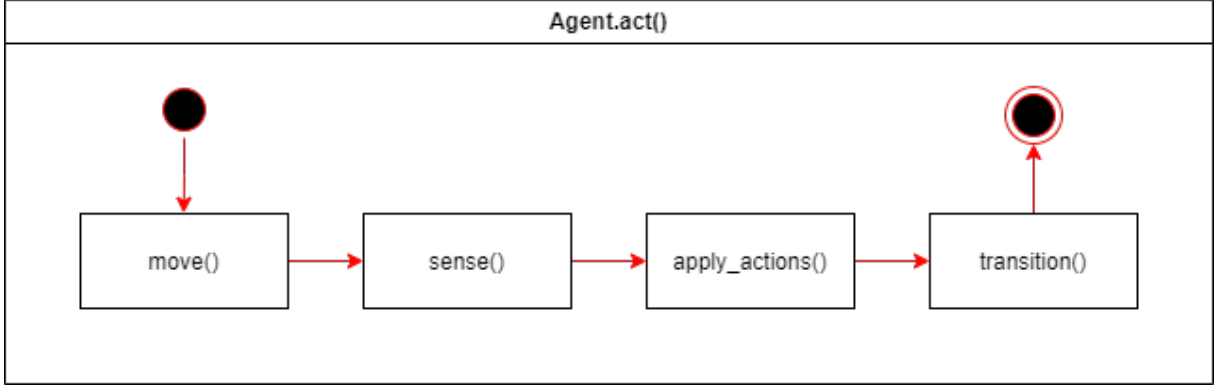 Agent.act()
move()
sense()
apply_actions()
transition()